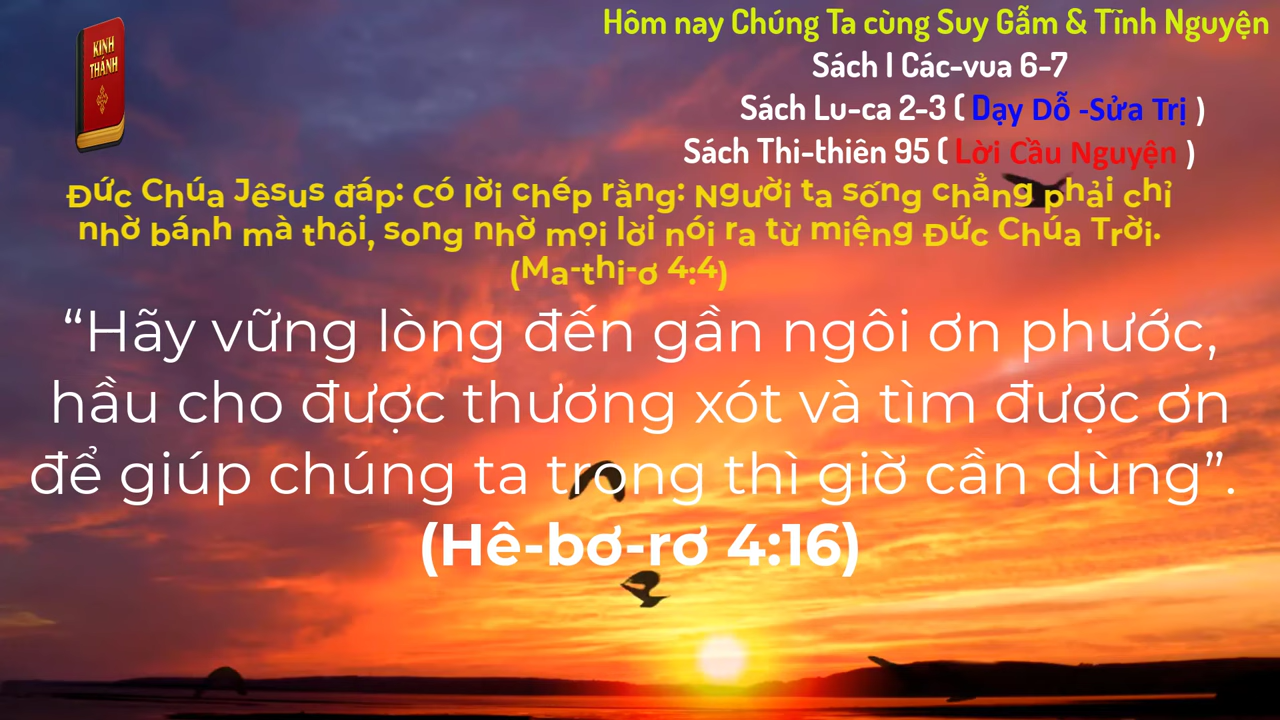 KINH
THÁNH
Hôm nay Chúng Ta cùng Suy Gẫm & Tĩnh Nguyện
Sách I Các-vua 6-7
Sách Lu-ca 2-3 ( Dạy Dỗ -Sửa Trị )
Sách Thi-thiên 95 ( Lời Cầu Nguyện )
Đức Chúa Jêsus đáp: Có lời chép rằng: Người ta sống chẳng phải chỉ
nhờ bánh mà thôi, song nhờ mọi lời nói ra từ miệng Đức Chúa Trời.
(Ma-thi-ơ 4:4)
“Hãy vững lòng đến gần ngôi ơn phước,
hầu cho được thương xót và tìm được ơn
để giúp chúng ta trong thì giờ cần dùng”.
(Hê-bơ-rơ 4:16)